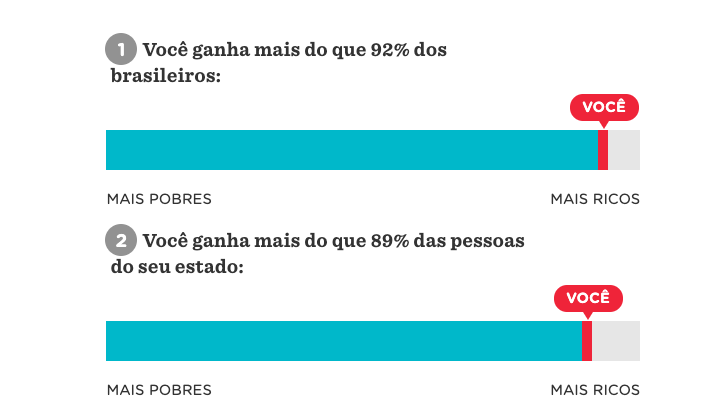 1 Você ganha mais do que 92% dos
brasileiros:
VOCÊ
MAIS POBRES MAIS RICOS
2 Você ganha mais do que 89% das pessoas
do seu estado:
VOCÊ
MAIS POBRES MAIS RICOS